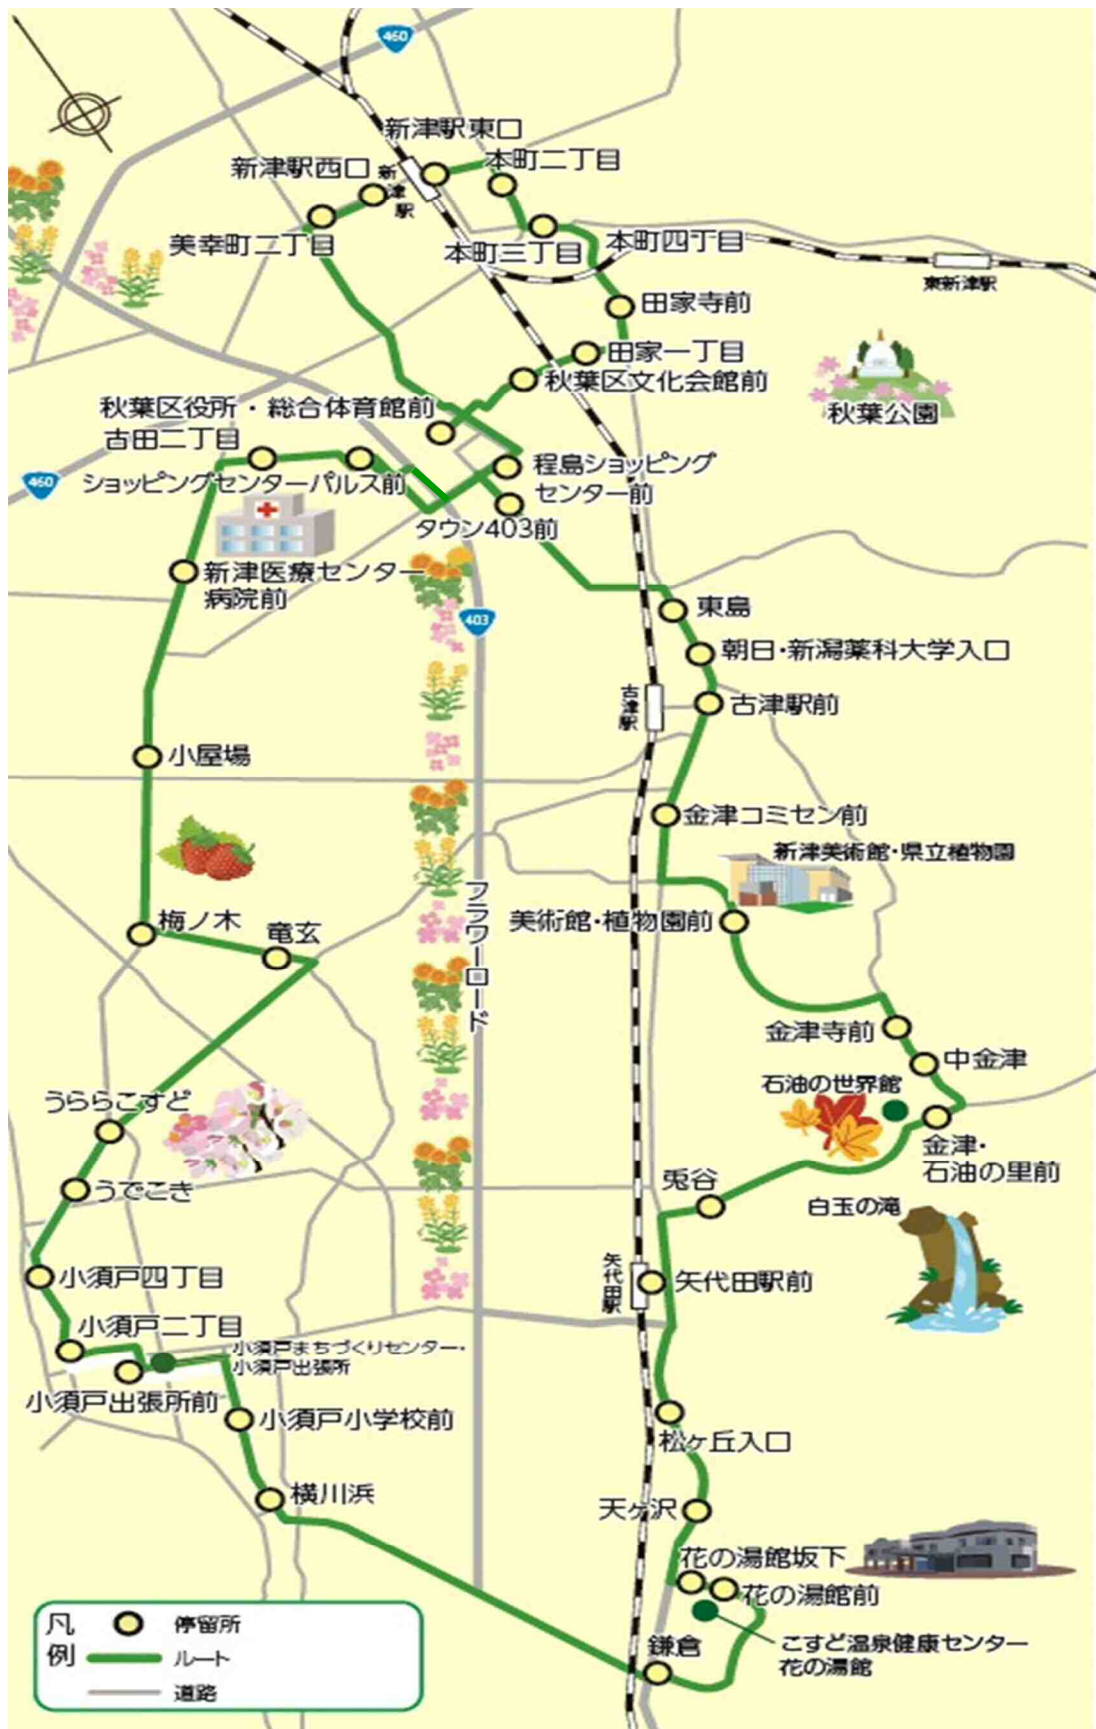 460
新津駅東口
新津駅西口
新津駅
本町二丁目
美幸町二丁目
本町三丁目
本町四丁目
東新津駅
田家寺前
田家一丁目
秋葉区文化会館前
秋葉公園
秋葉区役所・総合体育館前
古田二丁目
ショッピングセンターパルス前
460
程島ショッピング
センター前
タウン403前
新津医療センター
病院前
403
東島
朝日・新潟薬科大学入口
古津駅
古津駅前
小屋場
金津コミセン前
新津美術館・県立植物園
美術館・植物園前
フラワーロード
梅ノ木
竜玄
金津寺前
中金津
石油の世界館
うららこすど
金津・
石油の里前
うでこき
兎谷
白玉の滝
小須戸四丁目
矢代田駅
矢代田駅前
小須戸二丁目
小須戸まちづくりセンター・
小須戸出張所
小須戸出張所前
小須戸小学校前
松ヶ丘入口
横川浜
天ヶ沢
花の湯館坂下
花の湯館前
こすど温泉健康センター
花の湯館
鎌倉
凡例
停留所
ルート
道路